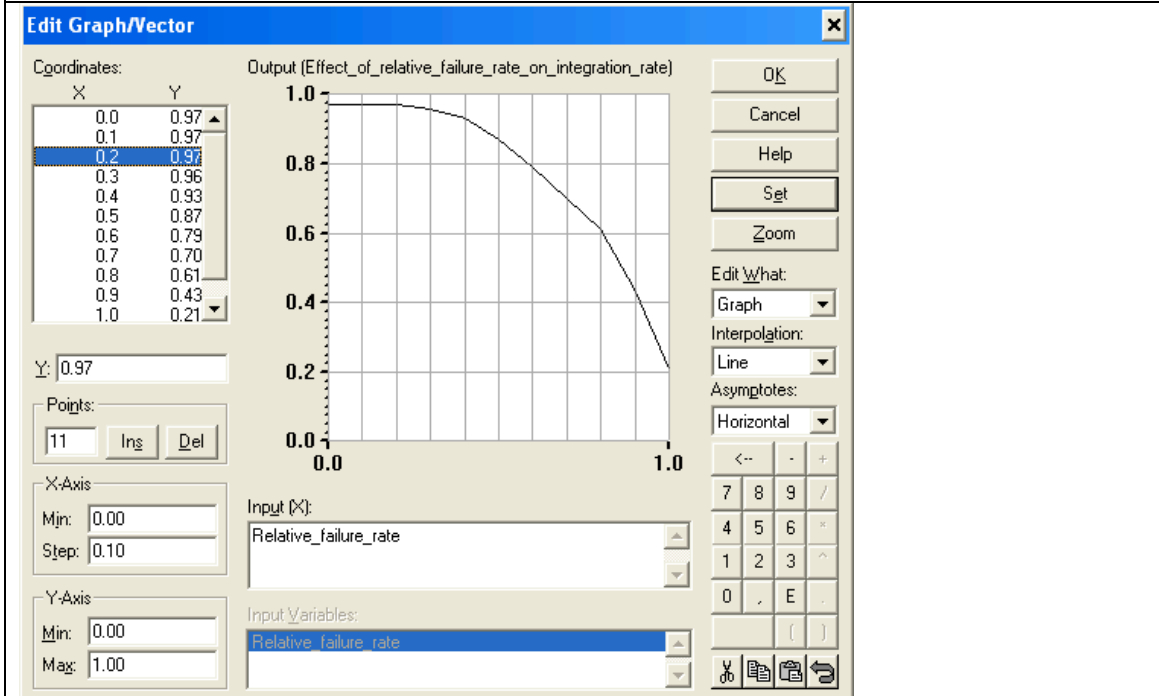 Edit Graph/Vector
Coordinates:
X Y
0.0 0.97
0.1 0.97
0.2 0.97
0.3 0.96
0.4 0.93
0.5 0.87
0.6 0.79
0.7 0.70
0.8 0.61
0.9 0.43
1.0 0.21
Y: 0.97
Points:
11 Ins Del
X-Axis
Min: 0.00
Step: 0.10
Y-Axis
Min: 0.00
Max: 1.00
Output (Effect_of_relative_failure_rate_on_integration_rate)
1.0
0.8
0.6
0.4
0.2
0.0
0.0 1.0
Input (X):
Relative_failure_rate
Input Variables:
Relative_failure_rate
OK
Cancel
Help
Set
Zoom
Edit What:
Graph
Interpolation:
Line
Asymptotes:
Horizontal
<-- - +
7 8 9 /
4 5 6 *
1 2 3 ^
0 , E .
( )